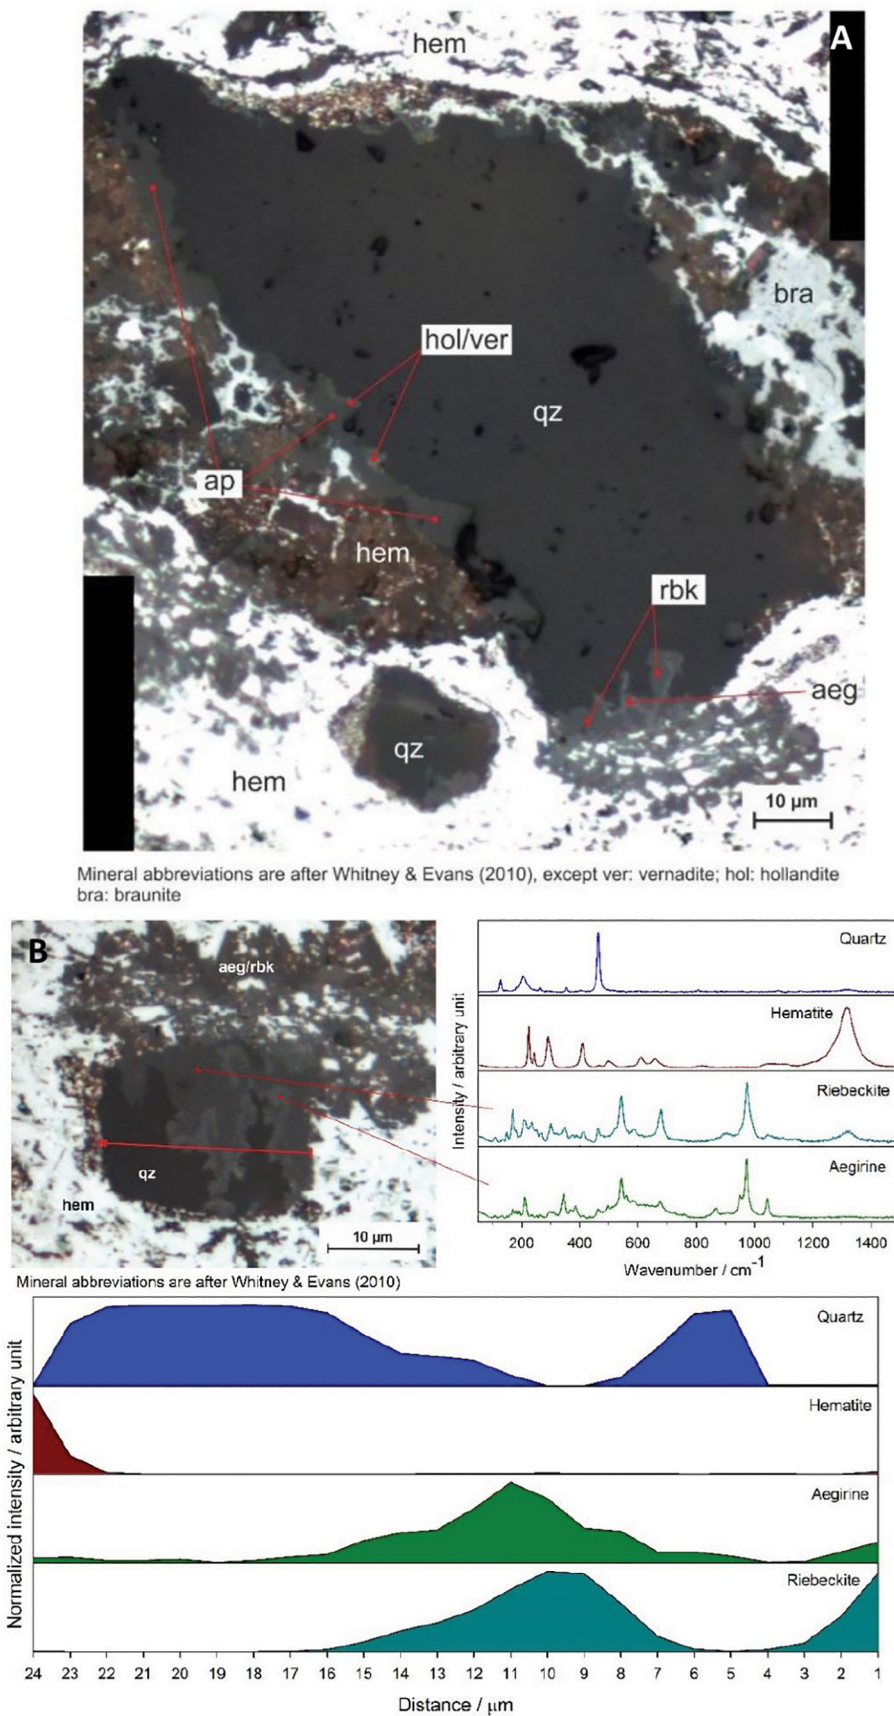 A
hem
bra
hol/ver
qz
ap
hem
rbk
aeg
qz
hem
10 µm
Mineral abbreviations are after Whitney & Evans (2010), except ver: vernadite; hol: hollandite
bra: braunite
B
aeg/rbk
qz
hem
10 µm
Mineral abbreviations are after Whitney & Evans (2010)
Intensity / arbitrary unit
Quartz
Hematite
Riebeckite
Aegirine
200 400 600 800 1000 1200 1400
Wavenumber / cm⁻¹
Normalized intensity / arbitrary unit
Quartz
Hematite
Aegirine
Riebeckite
24 23 22 21 20 19 18 17 16 15 14 13 12 11 10 9 8 7 6 5 4 3 2 1
Distance / µm